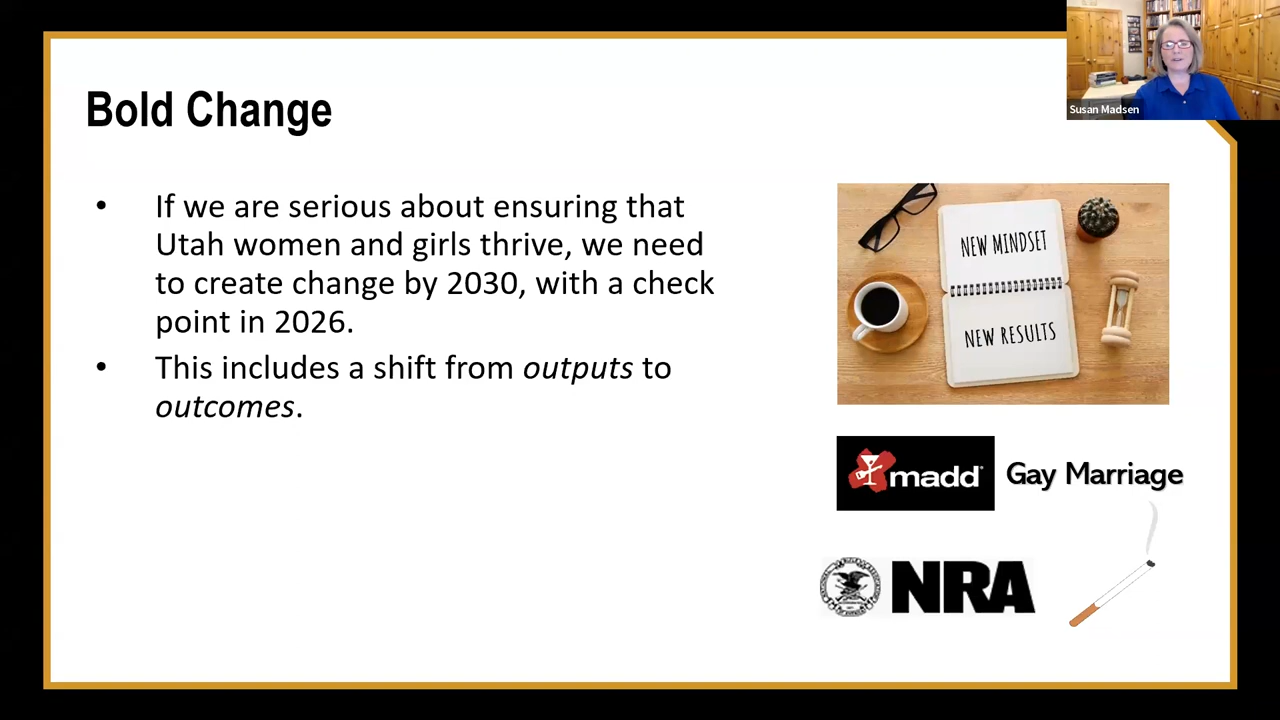 Susan Madsen
Bold Change
• If we are serious about ensuring that
Utah women and girls thrive, we need
to create change by 2030, with a check
point in 2026.
• This includes a shift from outputs to
outcomes.
NEW MINDSET
NEW RESULTS
madd®
Gay Marriage
NRA